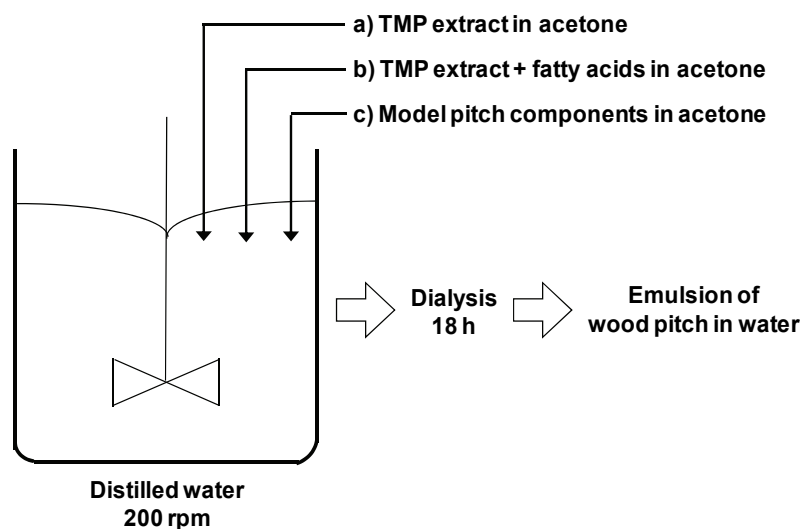 a) TMP extract in acetone
b) TMP extract + fatty acids in acetone
c) Model pitch components in acetone
Dialysis
18 h
Emulsion of
wood pitch in water
Distilled water
200 rpm